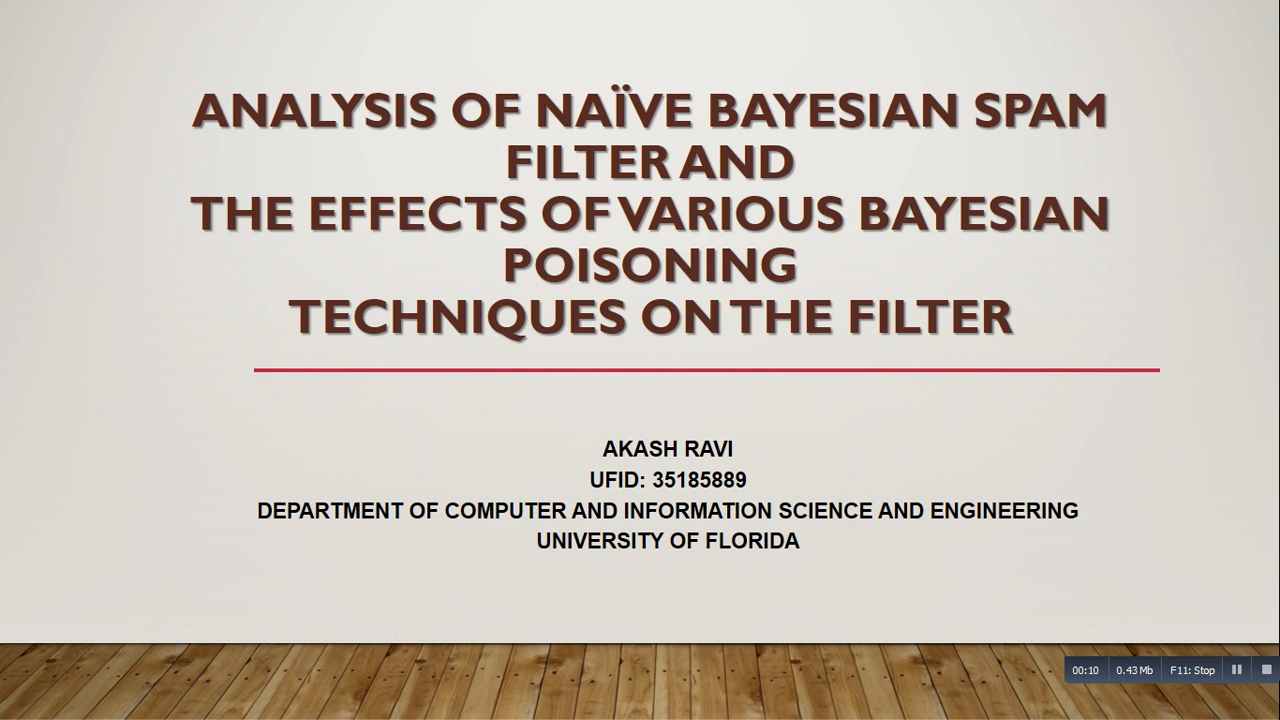 ANALYSIS OF NAÏVE BAYESIAN SPAM
FILTER AND
THE EFFECTS OF VARIOUS BAYESIAN
POISONING
TECHNIQUES ON THE FILTER
AKASH RAVI
UFID: 35185889
DEPARTMENT OF COMPUTER AND INFORMATION SCIENCE AND ENGINEERING
UNIVERSITY OF FLORIDA
00:10 0.43 Mb F11: Stop